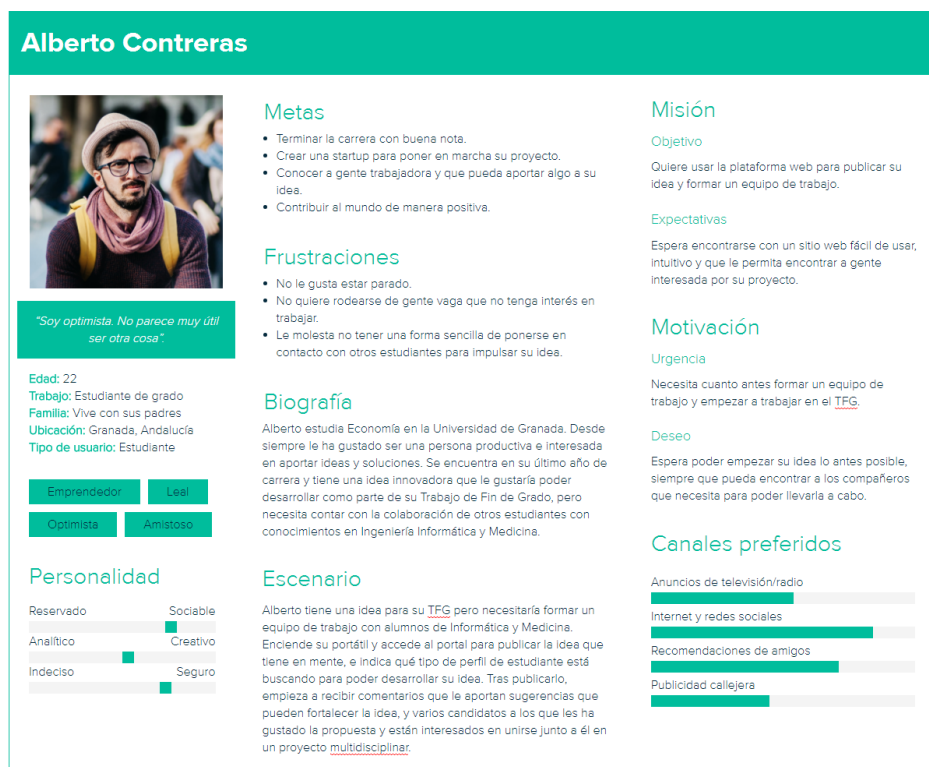 Alberto Contreras
"Soy optimista. No parece muy útil
ser otra cosa".
Edad: 22
Trabajo: Estudiante de grado
Familia: Vive con sus padres
Ubicación: Granada, Andalucía
Tipo de usuario: Estudiante
Emprendedor
Leal
Optimista
Amistoso
Personalidad
Reservado Sociable
Analítico Creativo
Indeciso Seguro
Metas
• Terminar la carrera con buena nota.
• Crear una startup para poner en marcha su proyecto.
• Conocer a gente trabajadora y que pueda aportar algo a su
idea.
• Contribuir al mundo de manera positiva.
Frustraciones
• No le gusta estar parado.
• No quiere rodearse de gente vaga que no tenga interés en
trabajar.
• Le molesta no tener una forma sencilla de ponerse en
contacto con otros estudiantes para impulsar su idea.
Biografía
Alberto estudia Economía en la Universidad de Granada. Desde
siempre le ha gustado ser una persona productiva e interesada
en aportar ideas y soluciones. Se encuentra en su último año de
carrera y tiene una idea innovadora que le gustaría poder
desarrollar como parte de su Trabajo de Fin de Grado, pero
necesita contar con la colaboración de otros estudiantes con
conocimientos en Ingeniería Informática y Medicina.
Escenario
Alberto tiene una idea para su TFG pero necesitaría formar un
equipo de trabajo con alumnos de Informática y Medicina.
Enciende su portátil y accede al portal para publicar la idea que
tiene en mente, e indica qué tipo de perfil de estudiante está
buscando para poder desarrollar su idea. Tras publicarlo,
empieza a recibir comentarios que le aportan sugerencias que
pueden fortalecer la idea, y varios candidatos a los que les ha
gustado la propuesta y están interesados en unirse junto a él en
un proyecto multidisciplinar.
Misión
Objetivo
Quiere usar la plataforma web para publicar su
idea y formar un equipo de trabajo.
Expectativas
Espera encontrarse con un sitio web fácil de usar,
intuitivo y que le permita encontrar a gente
interesada por su proyecto.
Motivación
Urgencia
Necesita cuanto antes formar un equipo de
trabajo y empezar a trabajar en el TFG.
Deseo
Espera poder empezar su idea lo antes posible,
siempre que pueda encontrar a los compañeros
que necesita para poder llevarla a cabo.
Canales preferidos
Anuncios de televisión/radio
Internet y redes sociales
Recomendaciones de amigos
Publicidad callejera